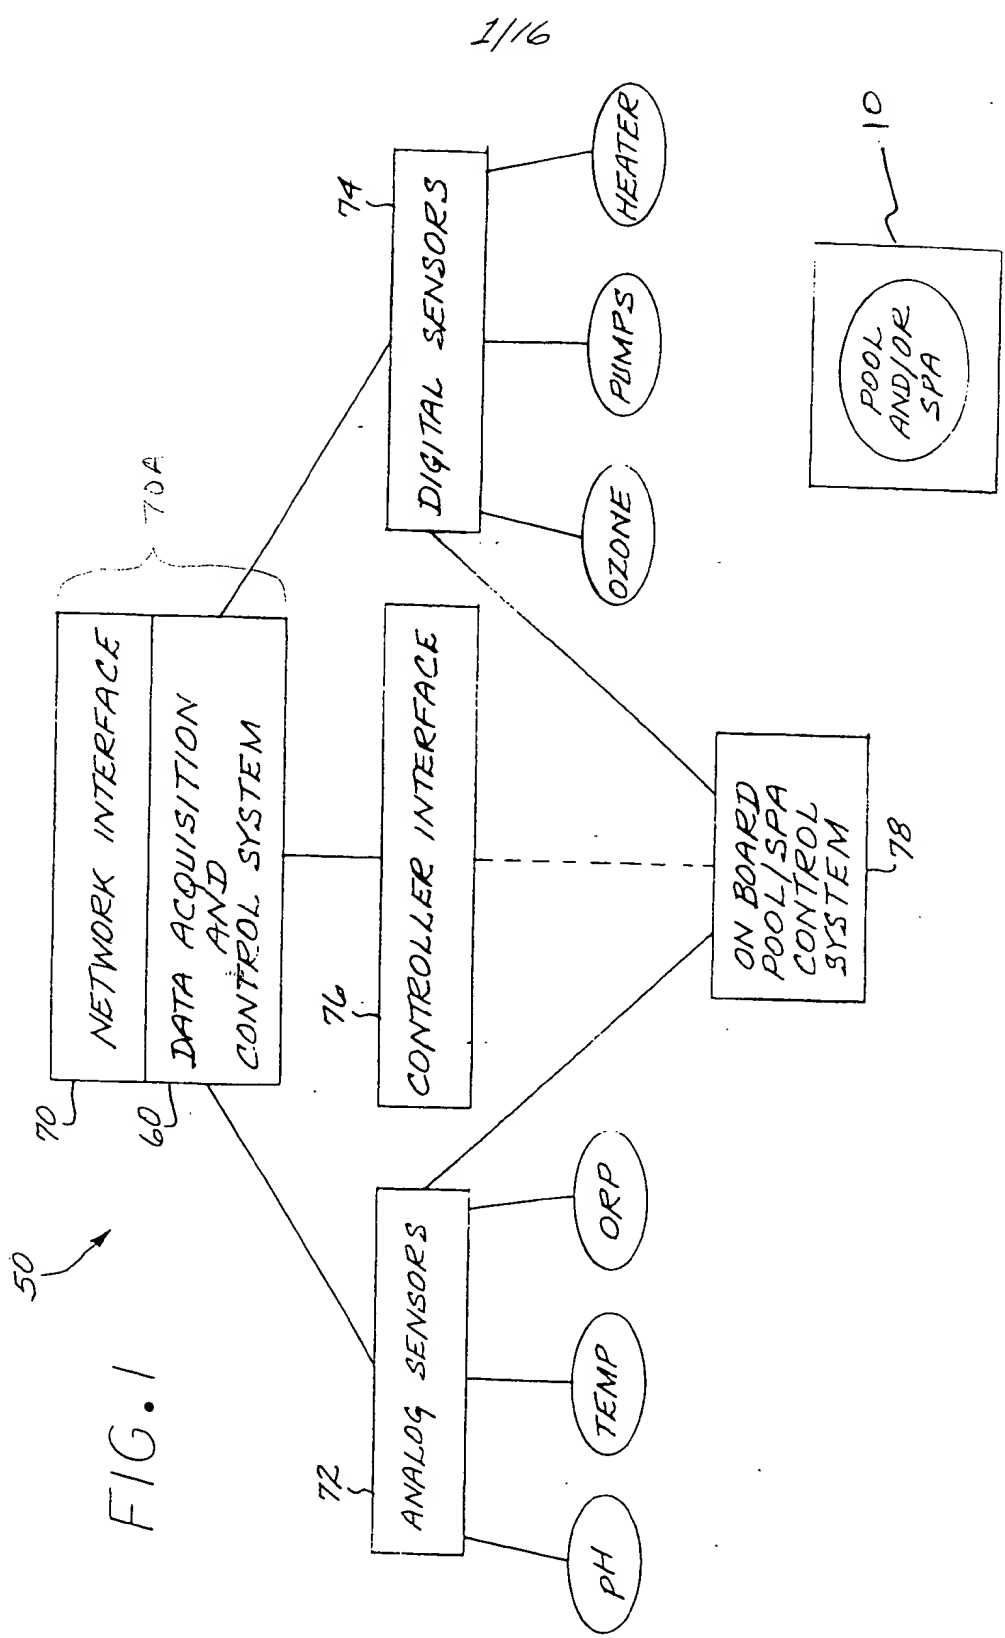 1/16
FIG. 1
50
70
NETWORK INTERFACE
70A
60
DATA ACQUISITION
AND
CONTROL SYSTEM
72
ANALOG SENSORS
76
CONTROLLER INTERFACE
74
DIGITAL SENSORS
pH
TEMP
ORP
OZONE
PUMPS
HEATER
ON BOARD
POOL/SPA
CONTROL
SYSTEM
78
POOL
AND/OR
SPA
10